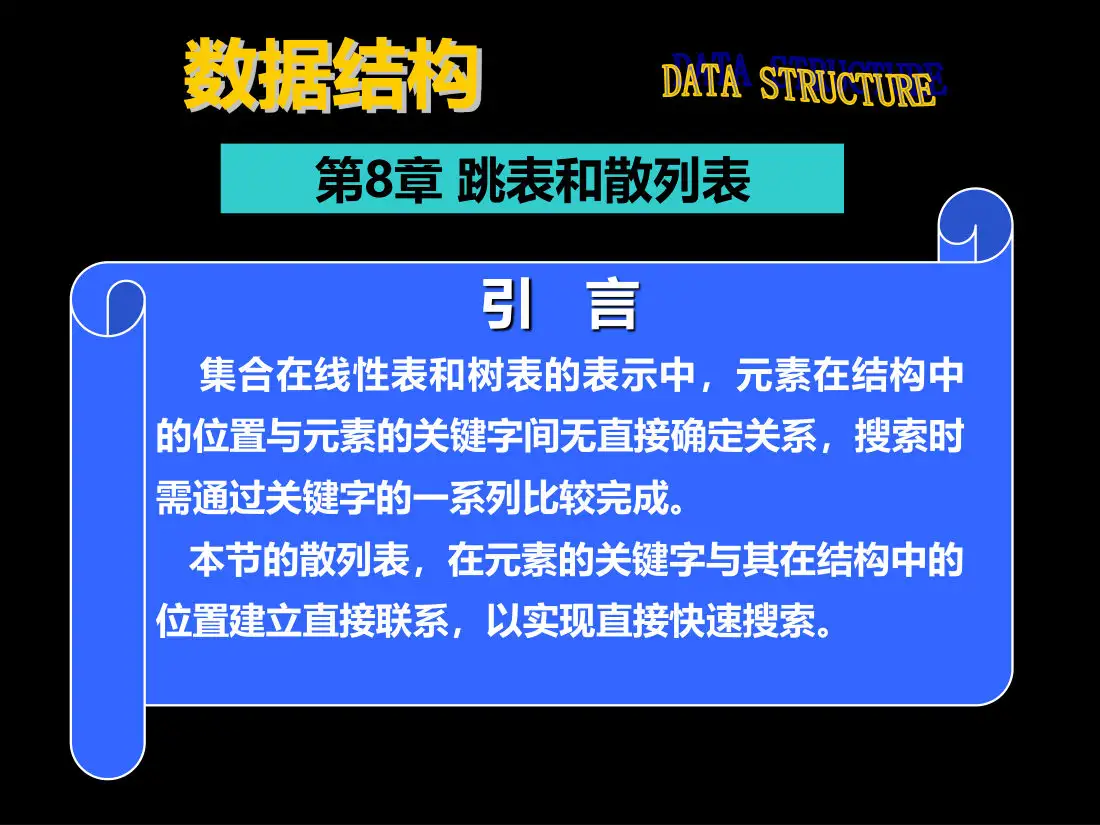 数据结构
DATA STRUCTURE
第8章 跳表和散列表
引 言
集合在线性表和树表的表示中，元素在结构中
的位置与元素的关键字间无直接确定关系，搜索时
需通过关键字的一系列比较完成。
本节的散列表，在元素的关键字与其在结构中的
位置建立直接联系，以实现直接快速搜索。